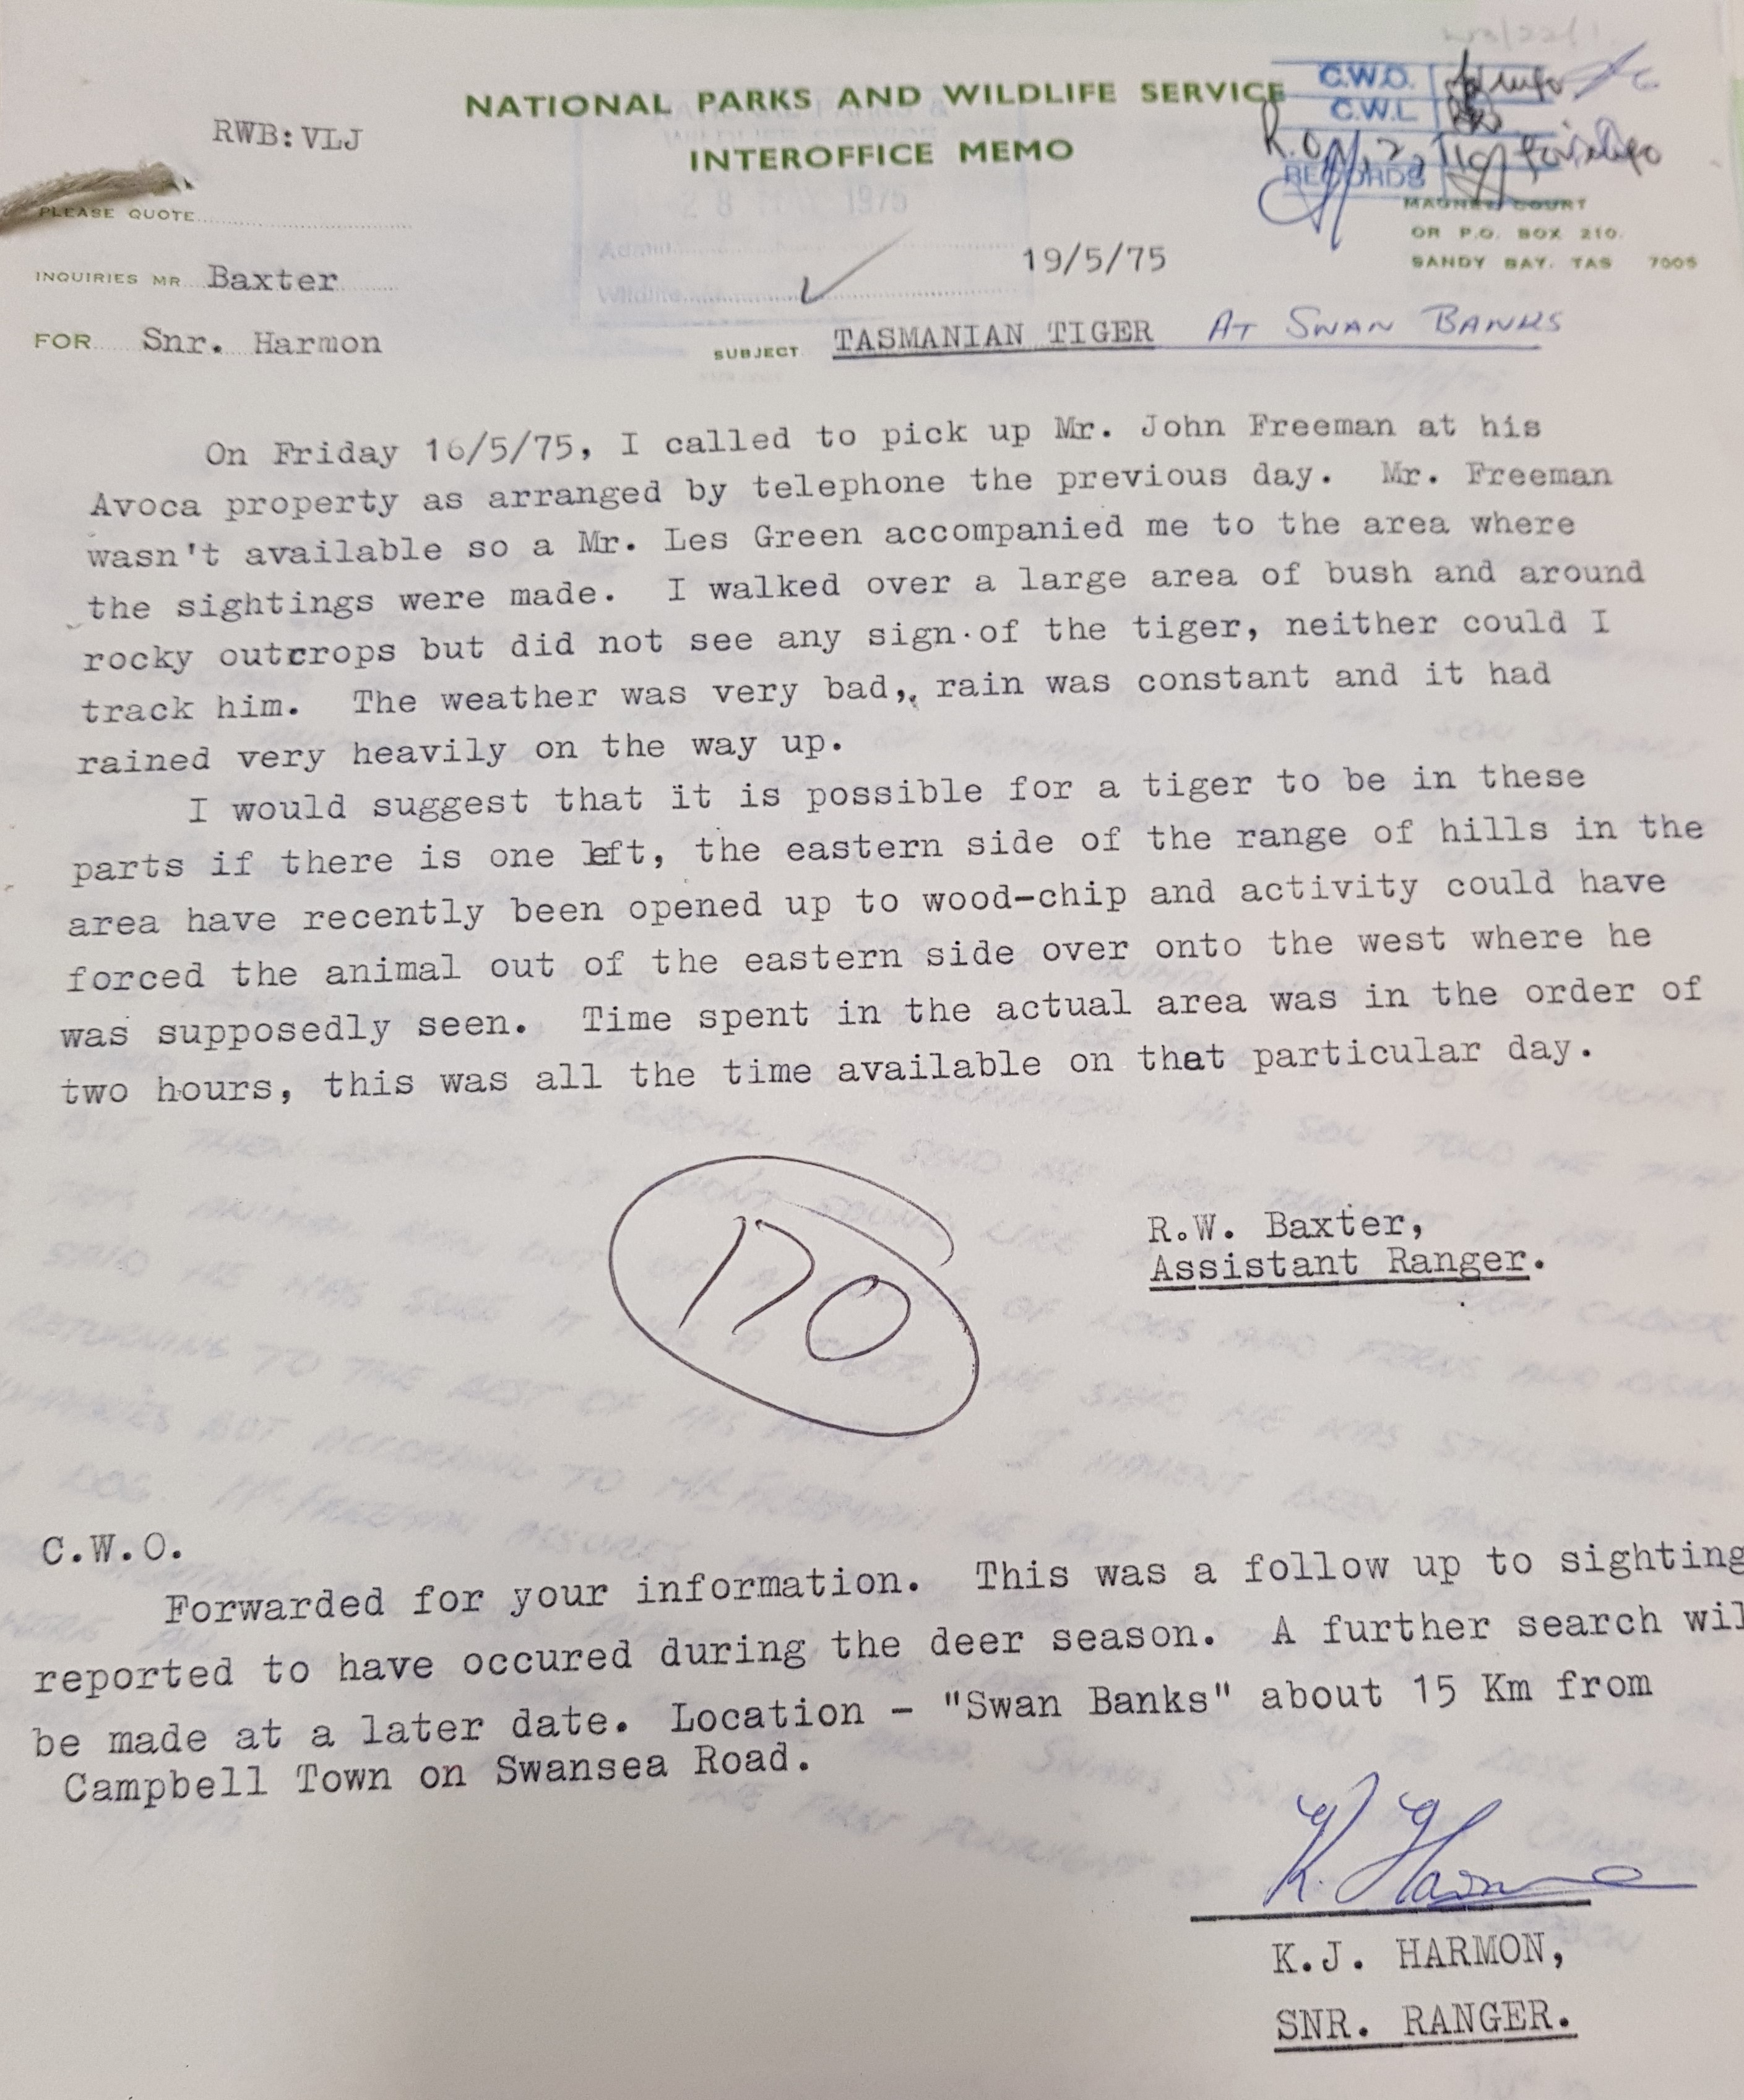 NATIONAL PARKS AND WILDLIFE SERVICE
INTEROFFICE MEMO
RWB:VLJ
C.W.O.
C.W.L
RECORDS
PLEASE QUOTE
28 MAY 1975
MAGNET COURT
OR P.O. BOX 210.
SANDY BAY. TAS 7005
Admin.
Wildlife
19/5/75
INQUIRIES MR Baxter
FOR Snr. Harmon
SUBJECT TASMANIAN TIGER AT SWAN BANKS
On Friday 16/5/75, I called to pick up Mr. John Freeman at his
Avoca property as arranged by telephone the previous day. Mr. Freeman
wasn't available so a Mr. Les Green accompanied me to the area where
the sightings were made. I walked over a large area of bush and around
rocky outcrops but did not see any sign of the tiger, neither could I
track him. The weather was very bad, rain was constant and it had
rained very heavily on the way up.
I would suggest that it is possible for a tiger to be in these
parts if there is one left, the eastern side of the range of hills in the
area have recently been opened up to wood-chip and activity could have
forced the animal out of the eastern side over onto the west where he
was supposedly seen. Time spent in the actual area was in the order of
two hours, this was all the time available on that particular day.
R.W. Baxter,
Assistant Ranger.
110
C.W.O.
Forwarded for your information. This was a follow up to sighting
reported to have occured during the deer season. A further search wil
be made at a later date. Location - "Swan Banks" about 15 Km from
Campbell Town on Swansea Road.
K. Harmon
K.J. HARMON,
SNR. RANGER.